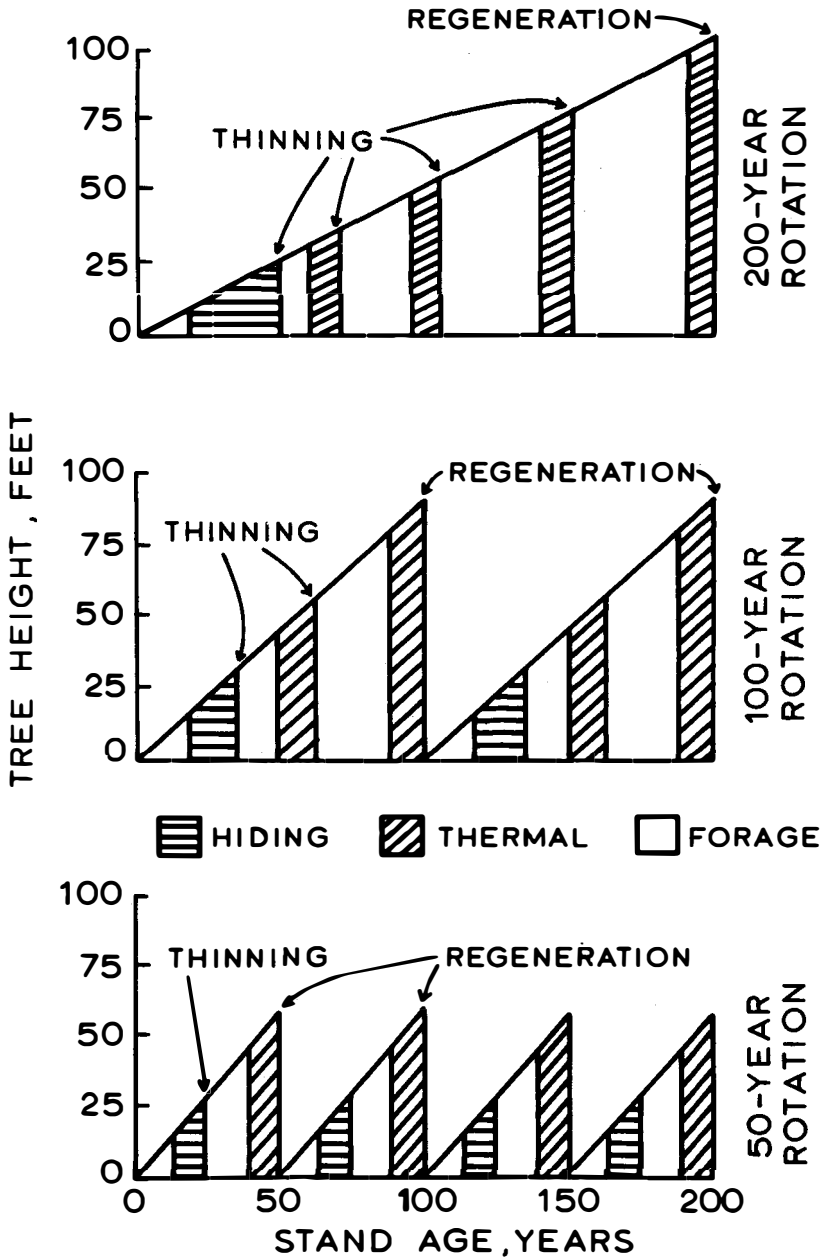 REGENERATION
100
75
THINNING
50
25
0
200-YEAR
ROTATION
TREE HEIGHT, FEET
100
REGENERATION
THINNING
75
50
25
0
100-YEAR
ROTATION
HIDING
THERMAL
FORAGE
100
THINNING
REGENERATION
75
50
25
0
50-YEAR
ROTATION
0 50 100 150 200
STAND AGE, YEARS